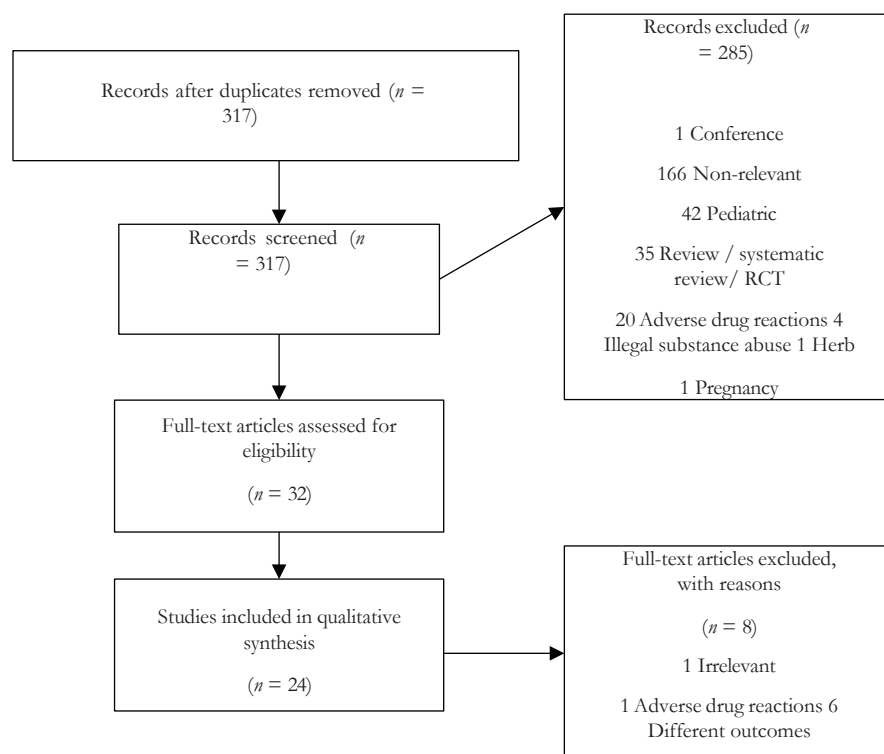 Records after duplicates removed (n =
317)
Records screened (n
= 317)
Full-text articles assessed for
eligibility
(n = 32)
Studies included in qualitative
synthesis
(n = 24)
Records excluded (n
= 285)
1 Conference
166 Non-relevant
42 Pediatric
35 Review / systematic
review/ RCT
20 Adverse drug reactions 4
Illegal substance abuse 1 Herb
1 Pregnancy
Full-text articles excluded,
with reasons
(n = 8)
1 Irrelevant
1 Adverse drug reactions 6
Different outcomes